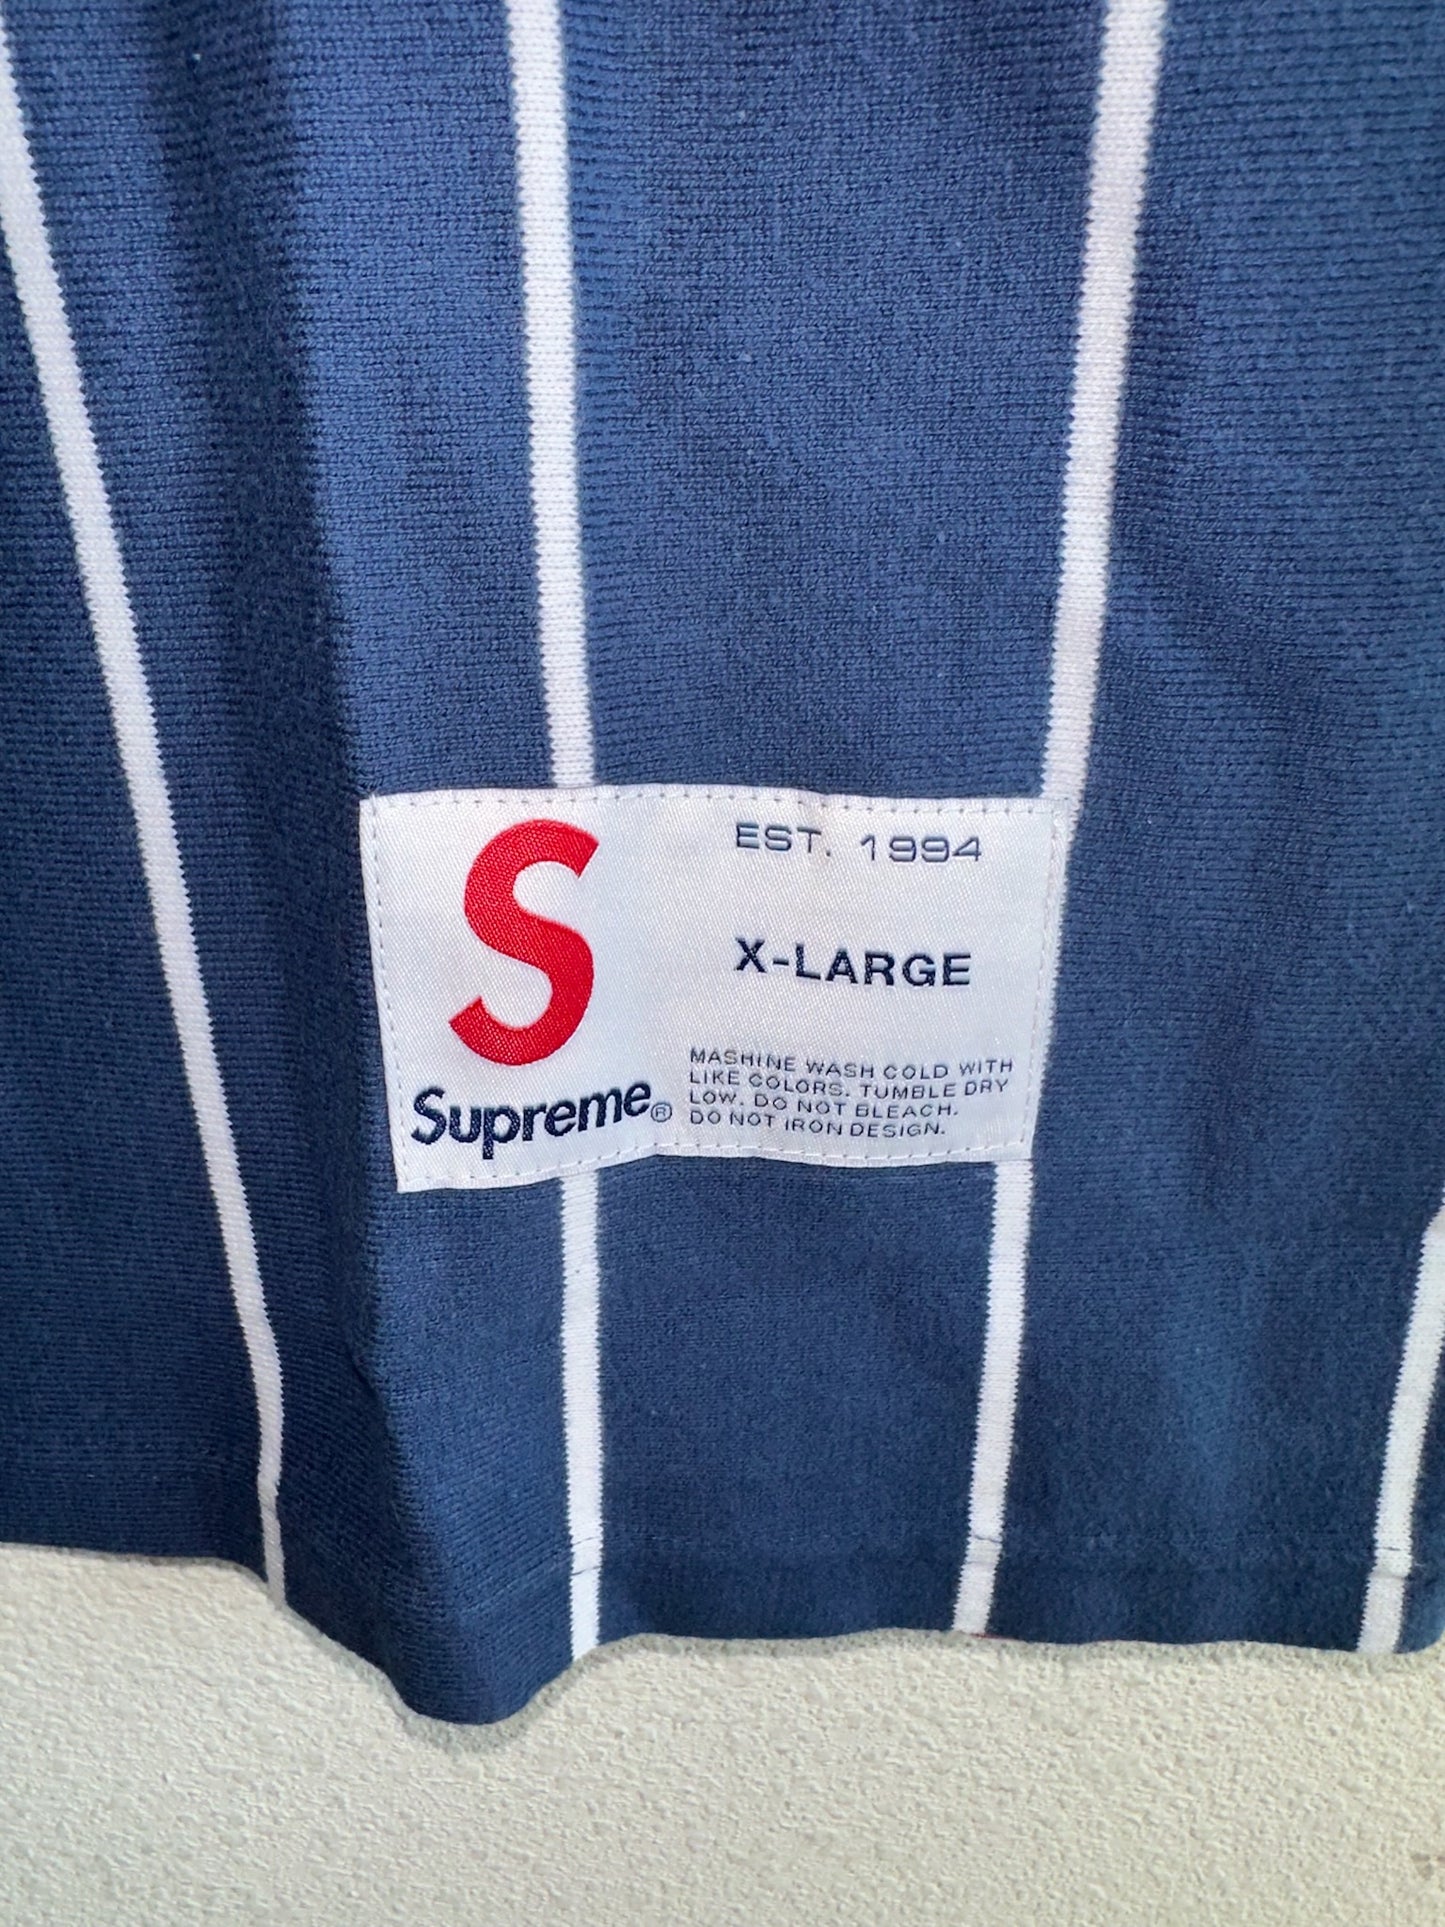 S
Supreme®
EST. 1994
X-LARGE
MASHINE WASH COLD WITH
LIKE COLORS. TUMBLE DRY
LOW. DO NOT BLEACH.
DO NOT IRON DESIGN.